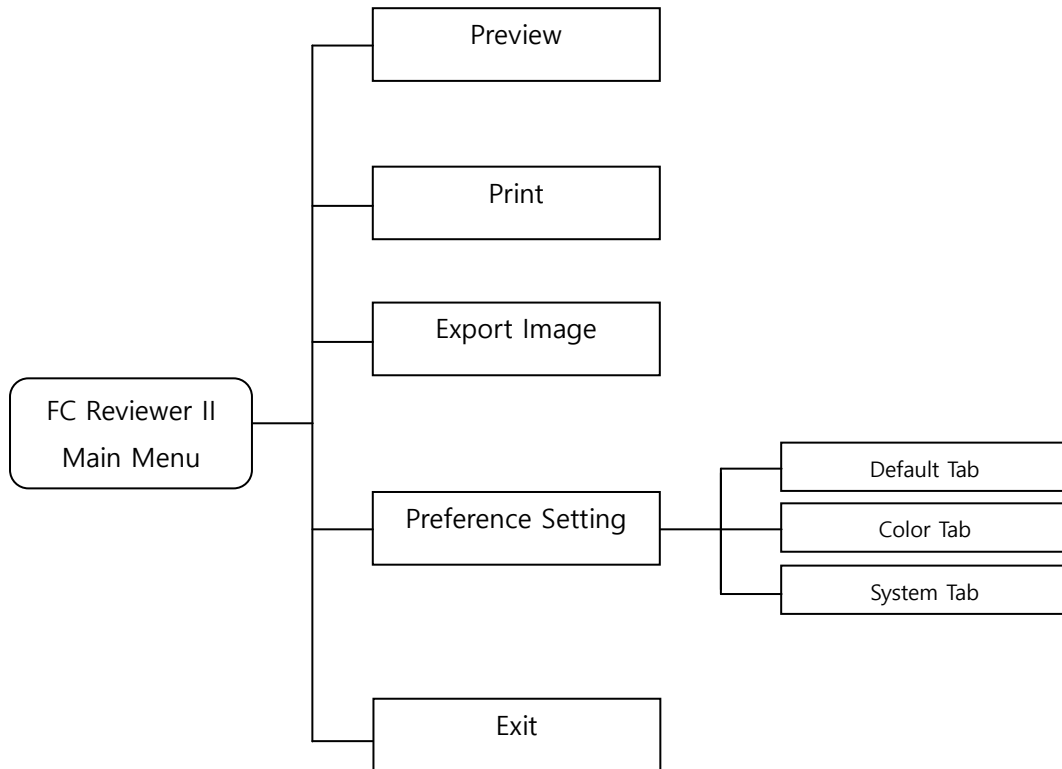 Preview
Print
Export Image
FC Reviewer II
Main Menu
Preference Setting
Default Tab
Color Tab
System Tab
Exit